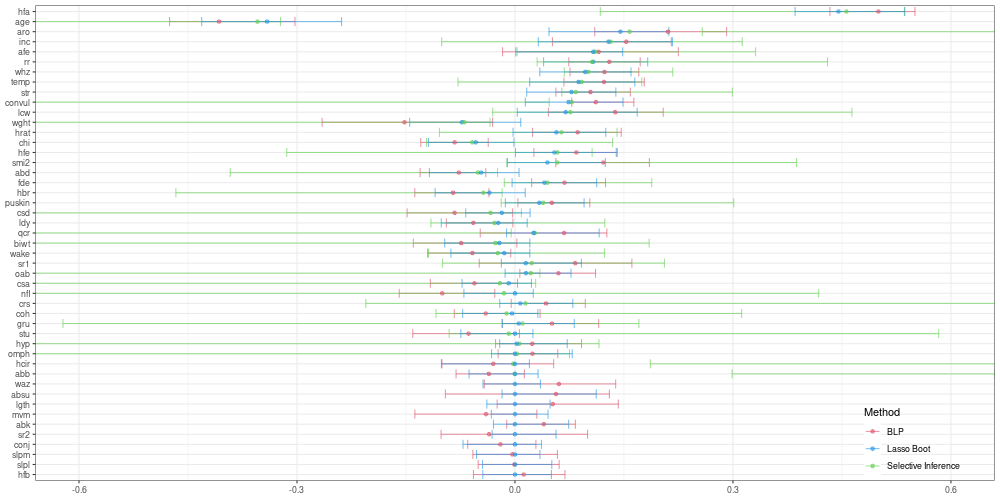 hfa
age
aro
inc
afe
rr
whz
temp
str
convul
lcw
wght
hrat
chi
hfe
smi2
abd
fde
hbr
puskin
csd
ldy
qcr
biwt
wake
sr1
oab
csa
nfl
crs
coh
gru
stu
hyp
omph
hcir
abb
waz
absu
lgth
mvm
abk
sr2
conj
slpm
slpl
hfb
-0.6 -0.3 0.0 0.3 0.6
Method
BLP
Lasso Boot
Selective Inference